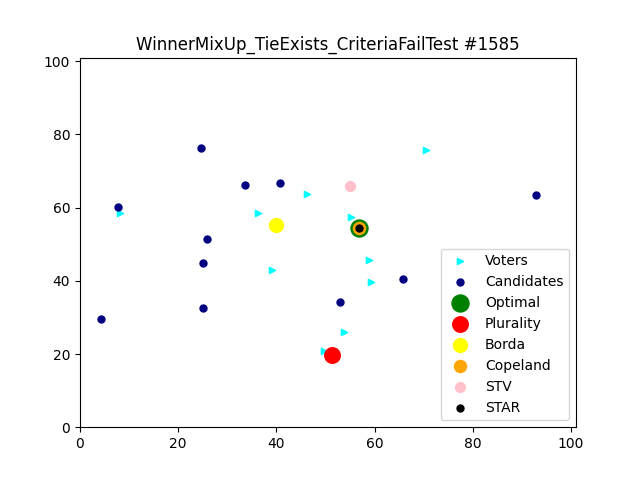 WinnerMixUp_TieExists_CriteriaFailTest #1585
100
80
60
40
20
0
0
20
40
60
80
100
Voters
Candidates
Optimal
Plurality
Borda
Copeland
STV
STAR